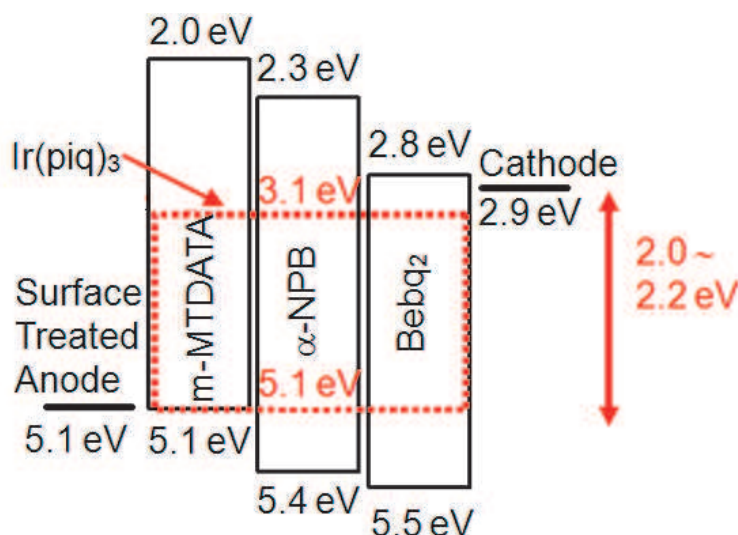 2.0 eV
2.3 eV
Ir(piq)₃
2.8 eV
Cathode
3.1 eV
2.9 eV
2.0 ~
2.2 eV
Surface
Treated
Anode
m-MTDATA
α-NPB
Bebq₂
5.1 eV
5.1 eV
5.1 eV
5.4 eV
5.5 eV